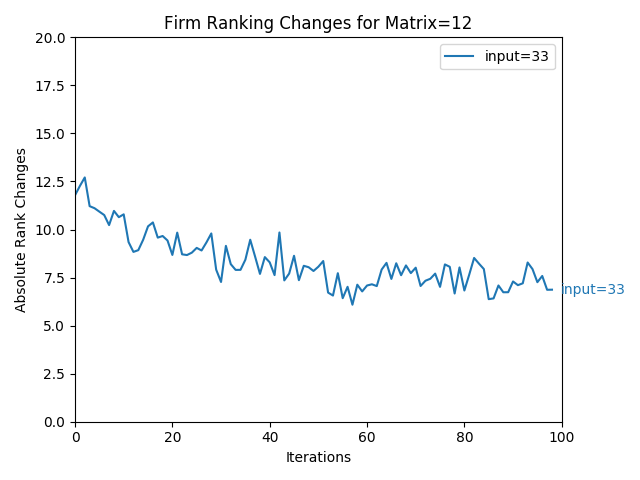 Firm Ranking Changes for Matrix=12
20.0
17.5
15.0
12.5
10.0
7.5
5.0
2.5
0.0
Absolute Rank Changes
input=33
input=33
0 20 40 60 80 100
Iterations